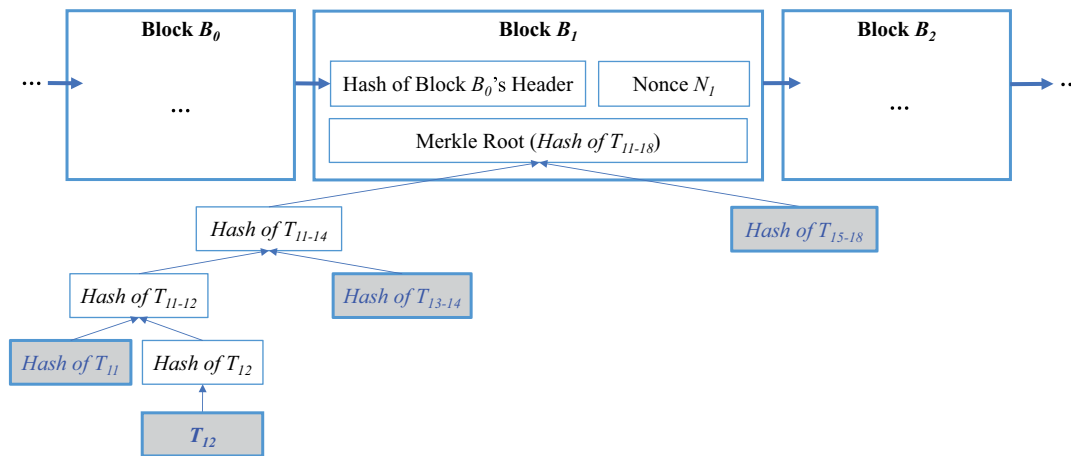 Block B₀
Block B₁
Block B₂
...
...
Hash of Block B₀’s Header
Nonce N₁
...
...
Merkle Root (Hash of T₁₁₋₁₈)
Hash of T₁₁₋₁₄
Hash of T₁₅₋₁₈
Hash of T₁₁₋₁₂
Hash of T₁₃₋₁₄
Hash of T₁₁
Hash of T₁₂
T₁₂